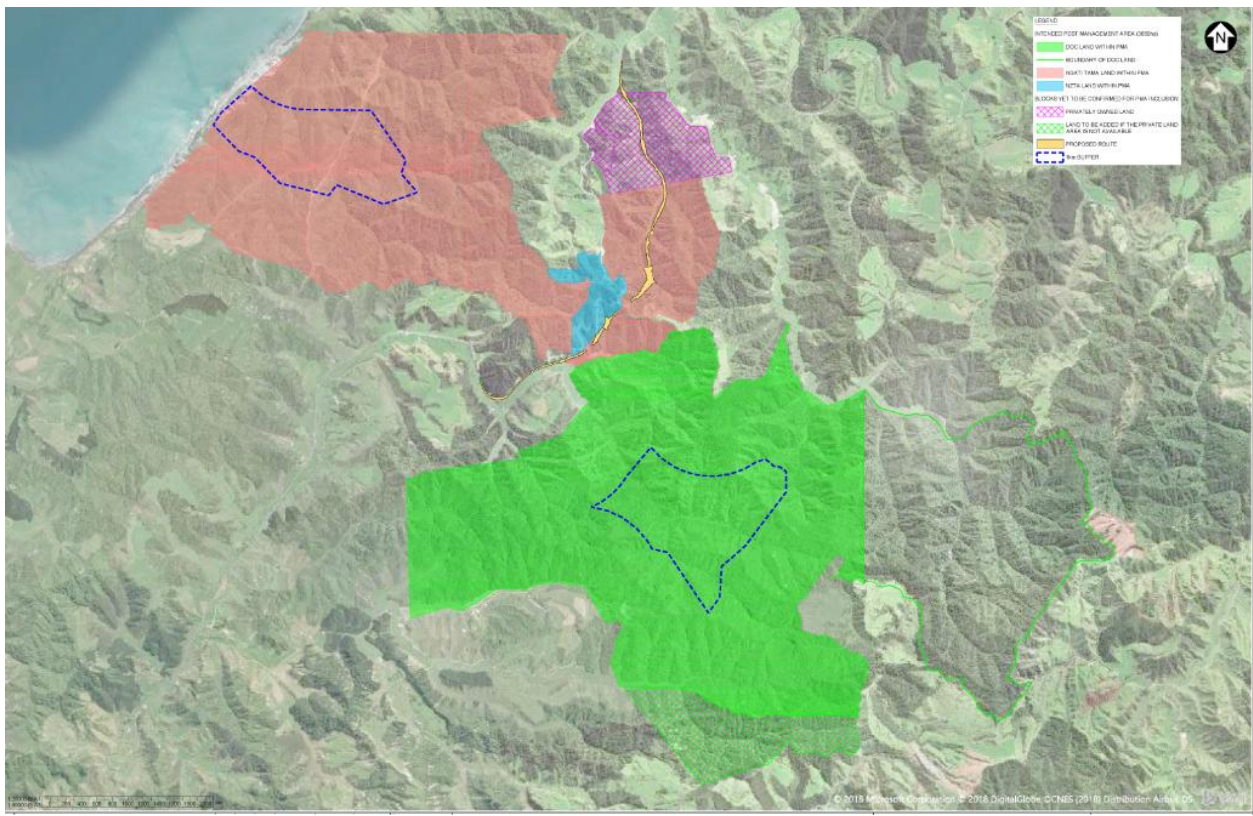 LEGEND
INTENDED PEST MANAGEMENT AREA
DOC LAND WITHIN PMA
BOUNDARY OF DOC LAND
NGATI TAMA LAND WITHIN PMA
NZTA LAND WITHIN PMA
BLOCKS YET TO BE CONFIRMED FOR PMA INCLUSION
PRIVATELY OWNED LAND
LAND TO BE ADDED IF THE PRIVATE LAND
AREA IS NOT AVAILABLE
PROPOSED ROUTE
1km BUFFER
N
© 2018 Microsoft Corporation © 2018 DigitalGlobe ©CNES (2018) Distribution Airbus DS